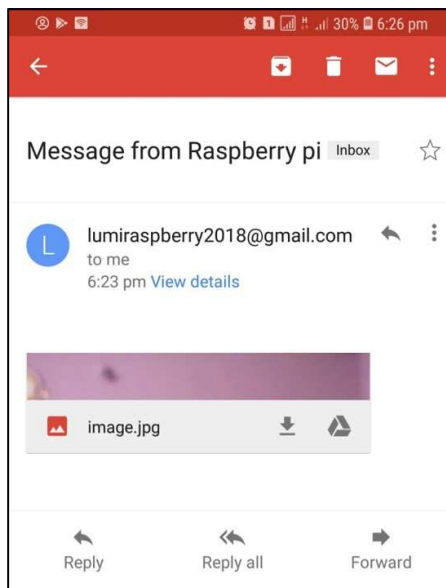 30% 6:26 pm
Message from Raspberry pi Inbox
L lumiraspberry2018@gmail.com
to me
6:23 pm View details
image.jpg
Reply Reply all Forward